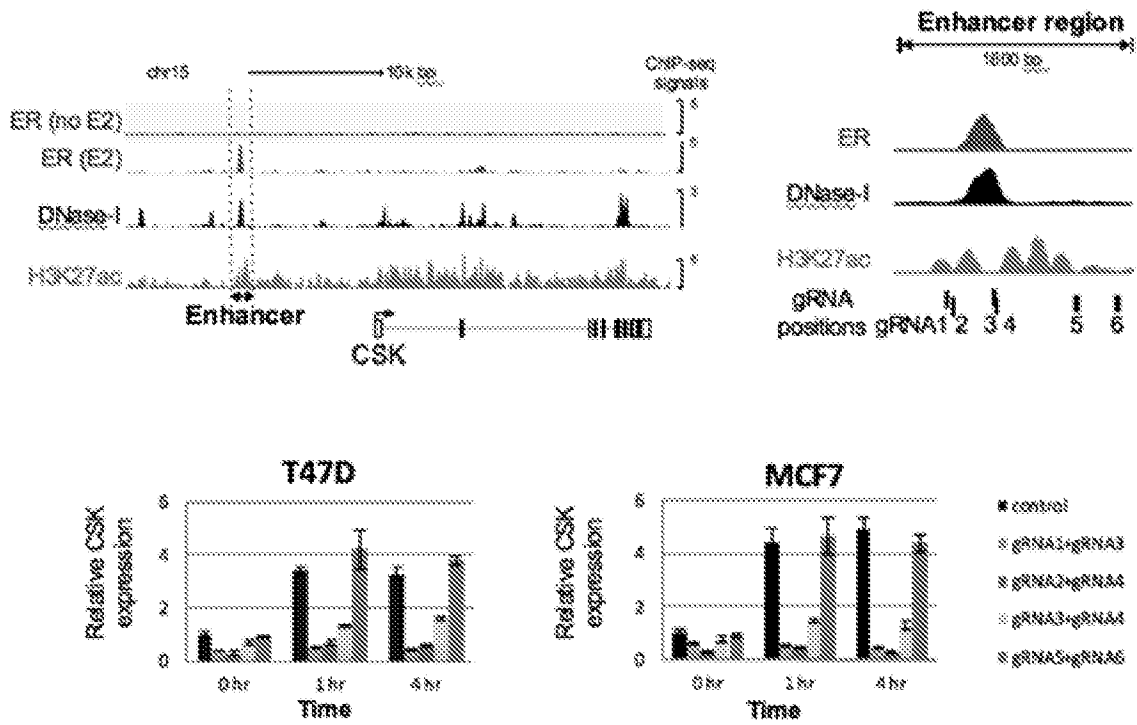 Enhancer region
chr15
10k bp
ChIP-seq
signals
1600 bp
ER (no E2)
ER (E2)
DNase-I
H3K27ac
Enhancer
CSK
ER
DNase-I
H3K27ac
gRNA
positions
gRNA1 2 3 4 5 6
T47D
Relative CSK
expression
6
4
2
0
0 hr 1 hr 4 hr
Time
MCF7
Relative CSK
expression
6
4
2
0
0 hr 1 hr 4 hr
Time
control
gRNA1+gRNA3
gRNA2+gRNA4
gRNA3+gRNA4
gRNA5+gRNA6